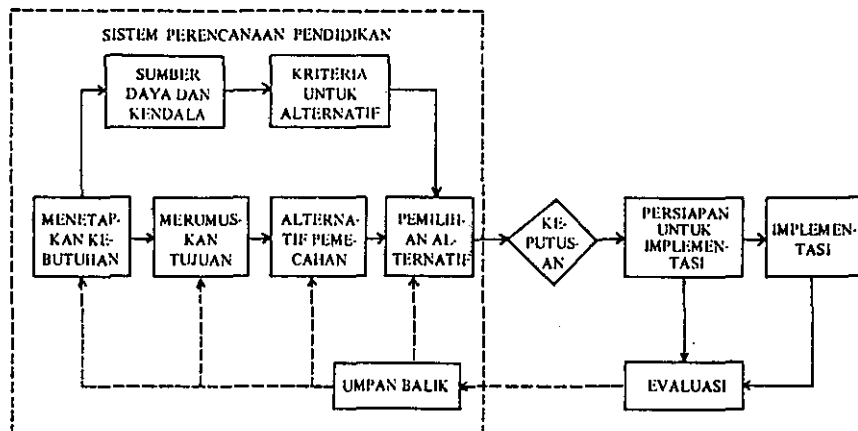 SISTEM PERENCANAAN PENDIDIKAN
SUMBER
DAYA DAN
KENDALA
KRITERIA
UNTUK
ALTERNATIF
MENETAP-
KAN KE-
BUTUHAN
MERUMUS-
KAN
TUJUAN
ALTERNA-
TIF PEME-
CAHAN
PEMILIH-
AN AL-
TERNATIF
KE-
PUTUS-
AN
PERSIAPAN
UNTUK
IMPLEMEN-
TASI
IMPLEMEN-
TASI
UMPAN BALIK
EVALUASI